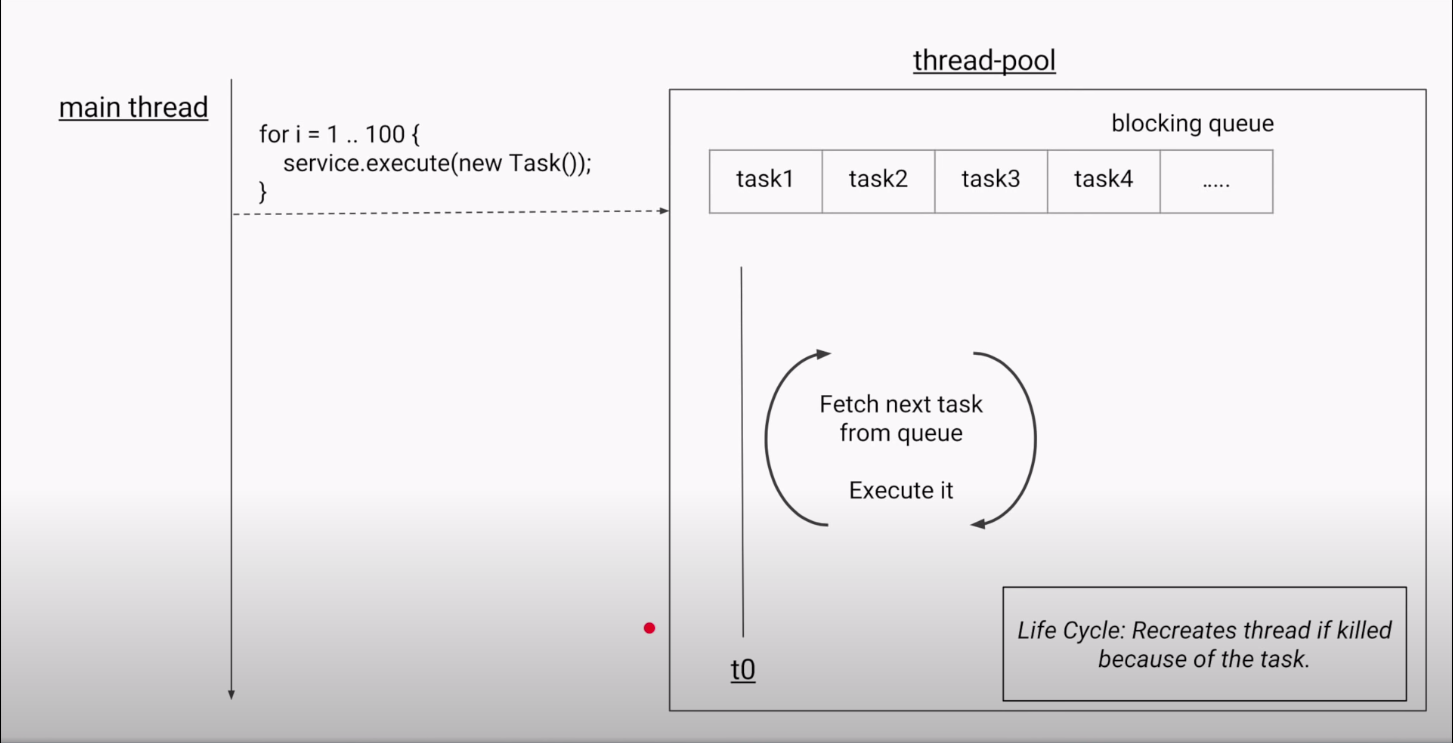 thread-pool
main thread
for i = 1 .. 100 {
service.execute(new Task());
}
blocking queue
task1 task2 task3 task4 .....
Fetch next task
from queue
Execute it
Life Cycle: Recreates thread if killed
because of the task.
t0